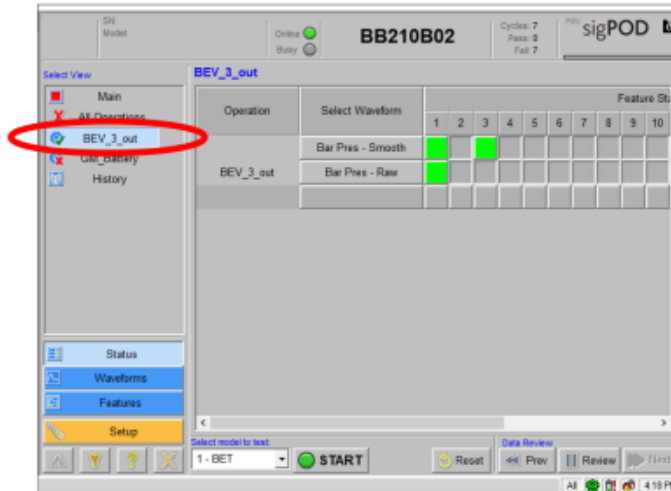 SN:
Model:
Online
Busy
BB210B02
Cycles: 7
Pass: 0
Fail: 7
sigPOD
Select View
Main
All Operations
BEV_3_out
GM_Battery
History
Status
Waveforms
Features
Setup
BEV_3_out
Operation
Select Waveform
Feature Sta
1 2 3 4 5 6 7 8 9 10
Bar Pres - Smooth
BEV_3_out
Bar Pres - Raw
Select model to test:
1 - BET
START
Reset
Data Review
Prev
Review
Next
All
4:18 P